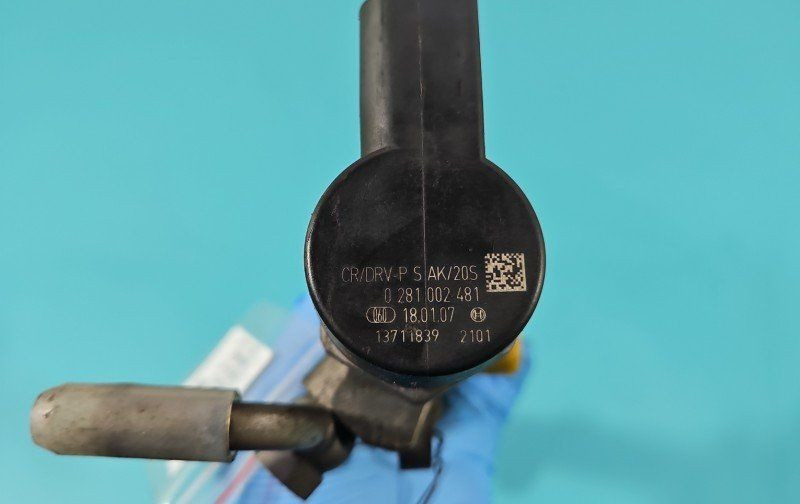 CR/DRV-P S AK/20S
0 281 002 481
18.01.07
13711839 2101